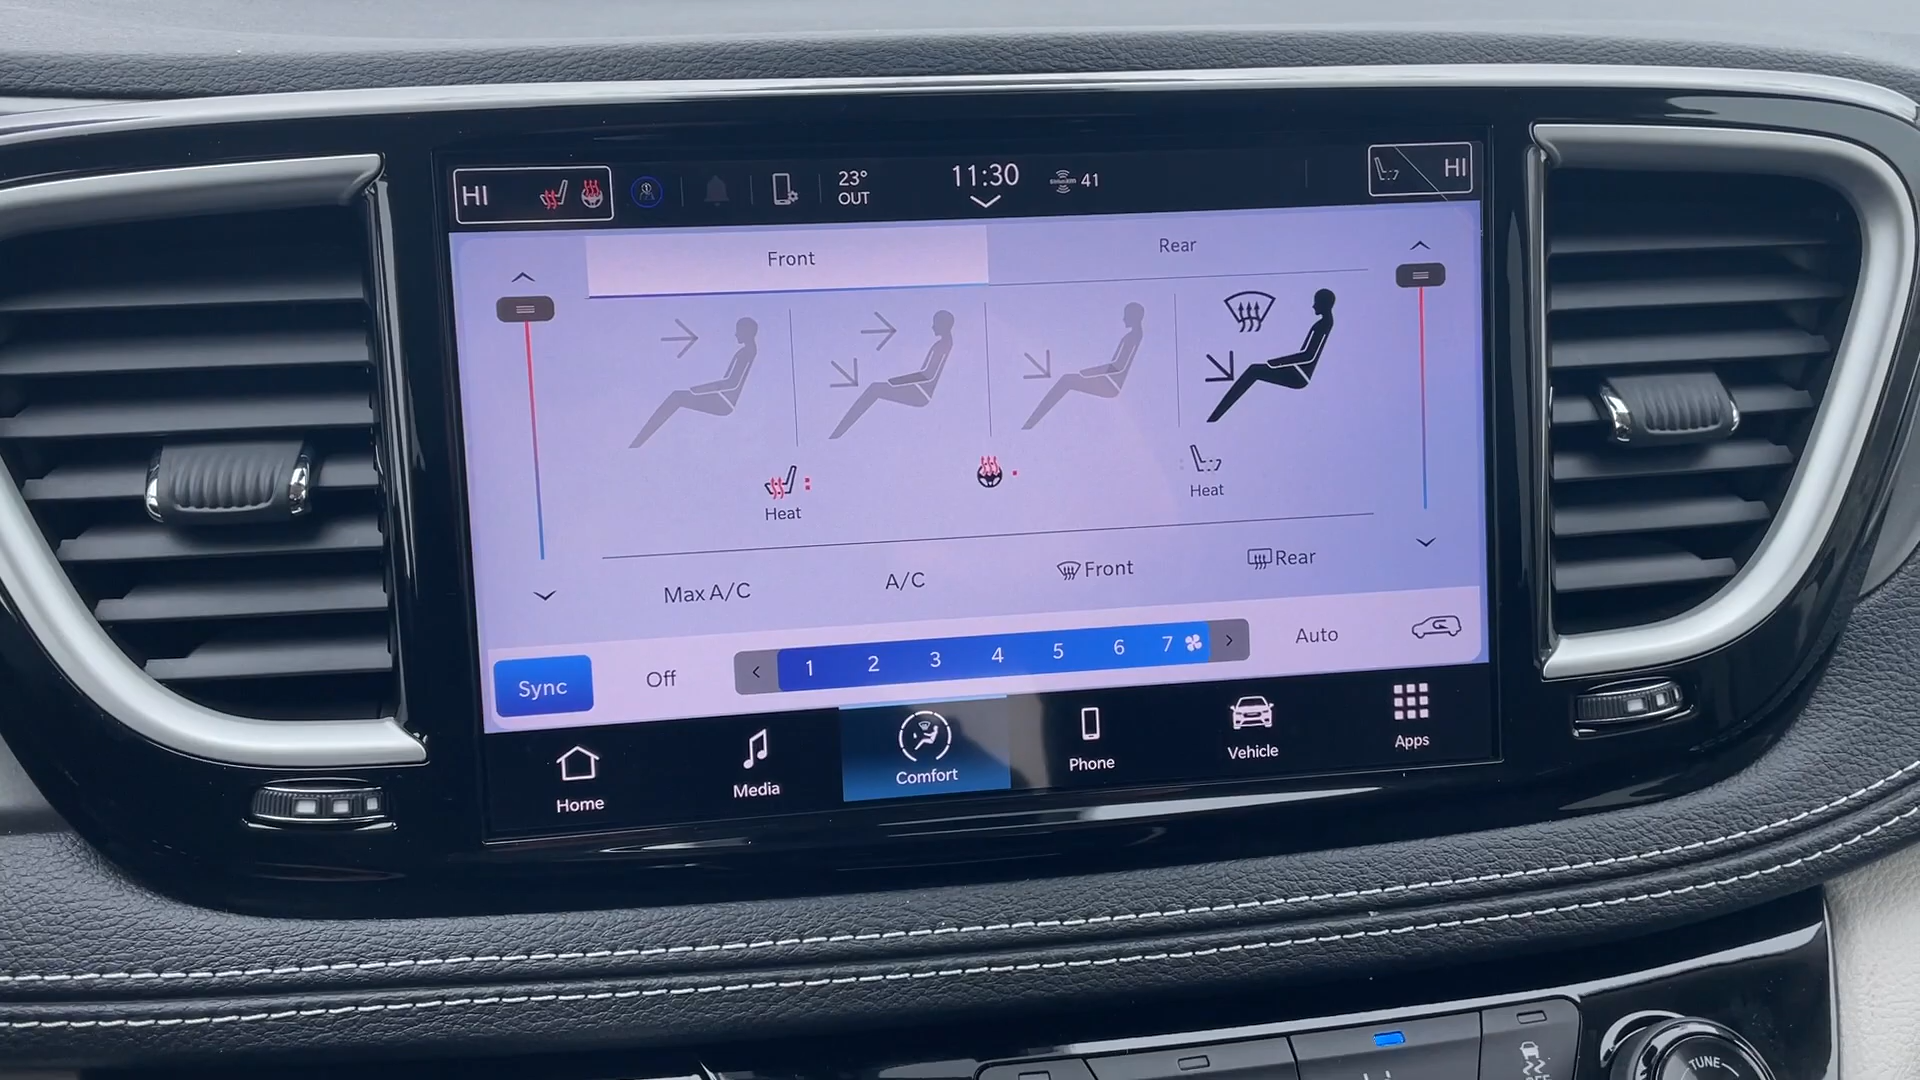 HI
23°
OUT
11:30
41
HI
Front
Rear
Heat
Heat
Max A/C
A/C
Front
Rear
Sync
Off
< 1 2 3 4 5 6 7 >
Auto
Home
Media
Comfort
Phone
Vehicle
Apps
TUNE
OFF